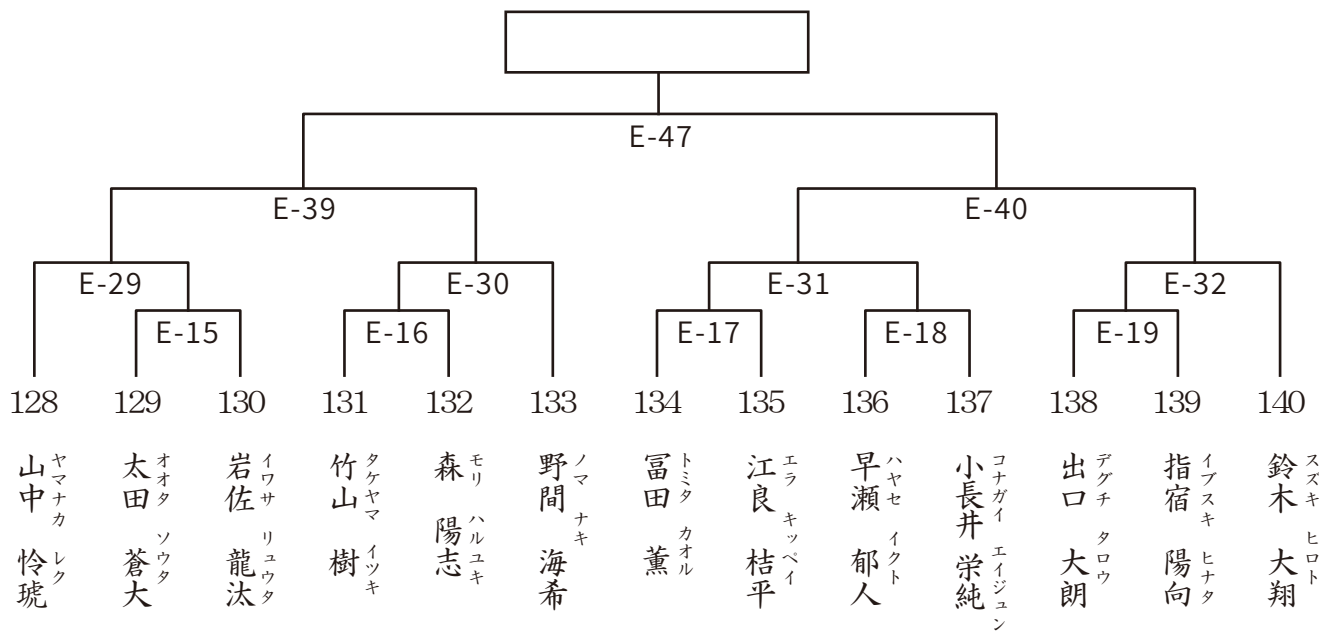 E-47
E-39
E-40
E-29
E-30
E-31
E-32
E-15
E-16
E-17
E-18
E-19
128
129
130
131
132
133
134
135
136
137
138
139
140
山中 怜琥
ヤマナカ レク
太田 蒼大
オオタ ソウタ
岩佐 龍汰
イワサ リュウタ
竹山 樹
タケヤマ イツキ
森 陽志
モリ ハルユキ
野間 海希
ノマ ナキ
冨田 薫
トミタ カオル
江良 桔平
エラ キッペイ
早瀬 郁人
ハヤセ イクト
小長井 栄純
コナガイ エイジュン
出口 大朗
デグチ タロウ
指宿 陽向
イブスキ ヒナタ
鈴木 大翔
スズキ ヒロト